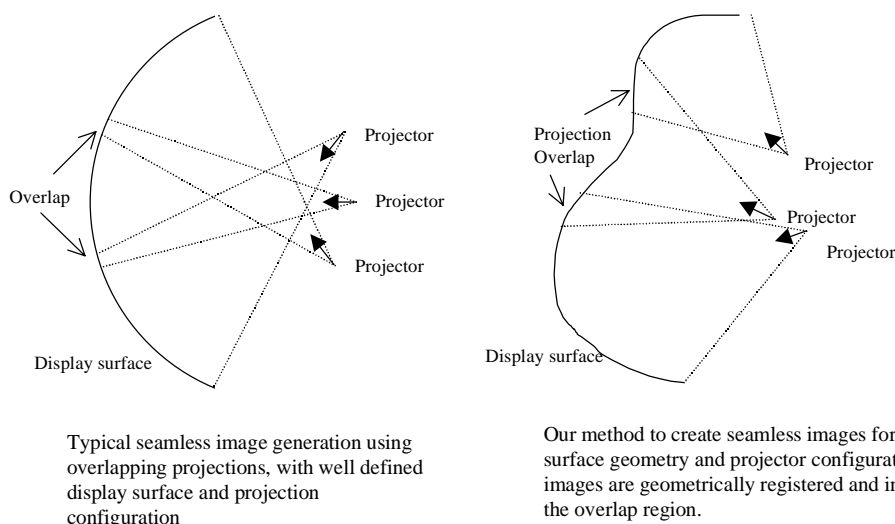 Projector
Overlap
Projector
Projector
Display surface
Typical seamless image generation using
overlapping projections, with well defined
display surface and projection
configuration
Projection
Overlap
Projector
Projector
Projector
Display surface
Our method to create seamless images for
surface geometry and projector
images are geometrically registered and
the overlap region.